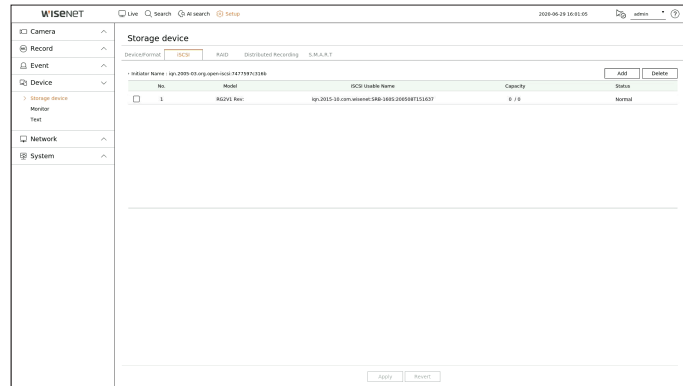 WISENET
Live Search AI search Setup
2020-06-29 16:01:05
admin
?
Camera
Record
Event
Device
Storage device
Monitor
Text
Network
System
Storage device
Device/Format iSCSI RAID Distributed Recording S.M.A.R.T
• Initiator Name : iqn.2005-03.org.open-iscsi:7477597c316b
Add Delete
No. Model iSCSI Usable Name Capacity Status
1 RG2V1 Rev: iqn.2015-10.com.wisenet:SRB-160S:2005087151637 0 / 0 Normal
Apply Revert